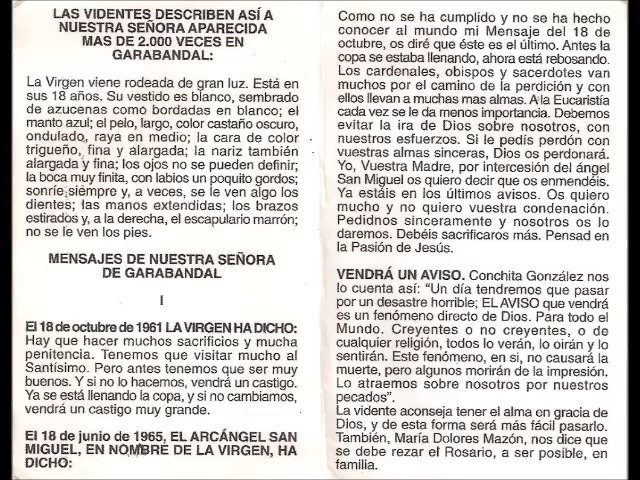 LAS VIDENTES DESCRIBEN ASÍ A
NUESTRA SEÑORA APARECIDA
MAS DE 2.000 VECES EN
GARABANDAL:
La Virgen viene rodeada de gran luz. Está en
sus 18 años. Su vestido es blanco, sembrado
de azucenas como bordadas en blanco; el
manto azul; el pelo, largo, color castaño oscuro,
ondulado, raya en medio; la cara de color
trigueño, fina y alargada; la nariz también
alargada y fina; los ojos no se pueden definir;
la boca muy finita, con labios un poquito gordos;
sonríe siempre y, a veces, se le ven algo los
dientes; las manos extendidas; los brazos
estirados y, a la derecha, el escapulario marrón;
no se le ven los pies.
MENSAJES DE NUESTRA SEÑORA
DE GARABANDAL
I
El 18 de octubre de 1961 LA VIRGEN HA DICHO:
Hay que hacer muchos sacrificios y mucha
penitencia. Tenemos que visitar mucho al
Santísimo. Pero antes tenemos que ser muy
buenos. Y si no lo hacemos, vendrá un castigo.
Ya se está llenando la copa, y si no cambiamos,
vendrá un castigo muy grande.
El 18 de junio de 1965, EL ARCÁNGEL SAN
MIGUEL, EN NOMBRE DE LA VIRGEN, HA
DICHO:
Como no se ha cumplido y no se ha hecho
conocer al mundo mi Mensaje del 18 de
octubre, os diré que éste es el último. Antes la
copa se estaba llenando, ahora está rebosando.
Los cardenales, obispos y sacerdotes van
muchos por el camino de la perdición y con
ellos llevan a muchas mas almas. A la Eucaristía
cada vez se le da menos importancia. Debemos
evitar la ira de Dios sobre nosotros, con
nuestros esfuerzos. Si le pedís perdón con
vuestras almas sinceras, Dios os perdonará.
Yo, Vuestra Madre, por intercesión del ángel
San Miguel os quiero decir que os enmendéis.
Ya estáis en los últimos avisos. Os quiero
mucho y no quiero vuestra condenación.
Pedidnos sinceramente y nosotros os lo
daremos. Debéis sacrificaros más. Pensad en
la Pasión de Jesús.
VENDRÁ UN AVISO. Conchita González nos
lo cuenta así: "Un día tendremos que pasar
por un desastre horrible; EL AVISO que vendrá
es un fenómeno directo de Dios. Para todo el
Mundo. Creyentes o no creyentes, o de
cualquier religión, todos lo verán, lo oirán y lo
sentirán. Este fenómeno, en si, no causará la
muerte, pero algunos morirán de la impresión.
Lo atraemos sobre nosotros por nuestros
pecados".
La vidente aconseja tener el alma en gracia de
Dios, y de esta forma será más fácil pasarlo.
También, María Dolores Mazón, nos dice que
se debe rezar el Rosario, a ser posible, en
familia.